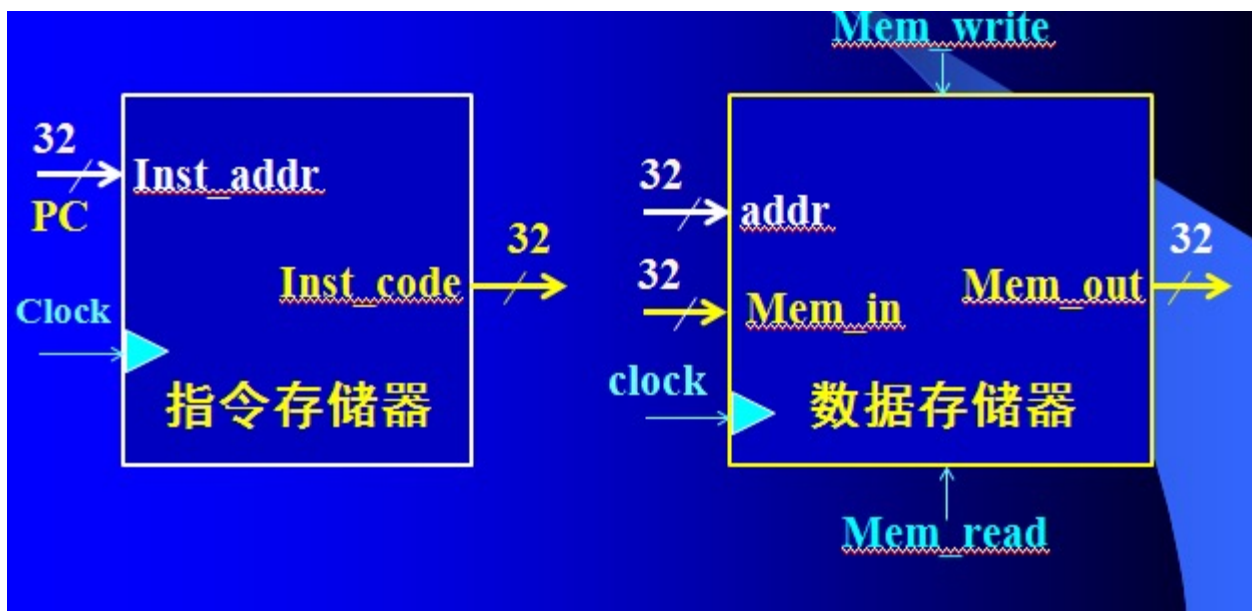 Mem_write
32
Inst_addr
PC
32
Inst_code
Clock
指令存储器
32
addr
32
Mem_in
32
Mem_out
clock
数据存储器
Mem_read